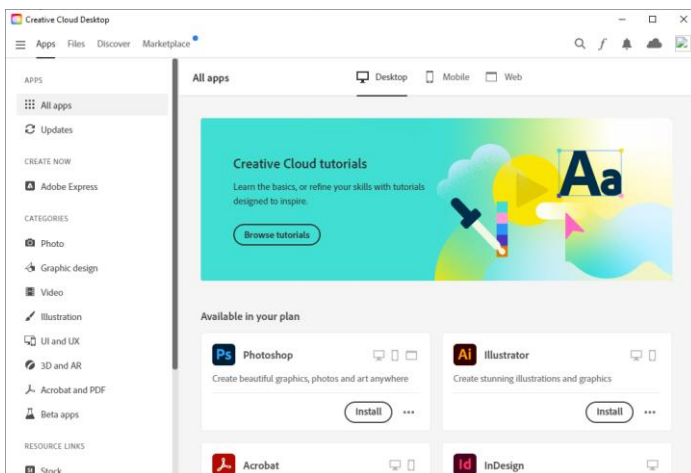 Creative Cloud Desktop
Apps Files Discover Marketplace
APPS
All apps
Updates
CREATE NOW
Adobe Express
CATEGORIES
Photo
Graphic design
Video
Illustration
UI and UX
3D and AR
Acrobat and PDF
Beta apps
RESOURCE LINKS
Stock
All apps
Desktop Mobile Web
Creative Cloud tutorials
Learn the basics, or refine your skills with tutorials
designed to inspire.
Browse tutorials
Aa
Available in your plan
Ps Photoshop
Create beautiful graphics, photos and art anywhere
Install
Ai Illustrator
Create stunning illustrations and graphics
Install
Acrobat
Id InDesign